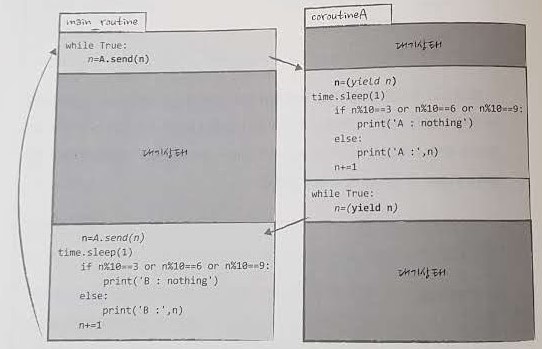 main_routine
while True:
n=A.send(n)
대기상태
n=A.send(n)
time.sleep(1)
if n%10==3 or n%10==6 or n%10==9:
print('B : nothing')
else:
print('B :',n)
n+=1
coroutineA
대기상태
n=(yield n)
time.sleep(1)
if n%10==3 or n%10==6 or n%10==9:
print('A : nothing')
else:
print('A :',n)
n+=1
while True:
n=(yield n)
대기상태